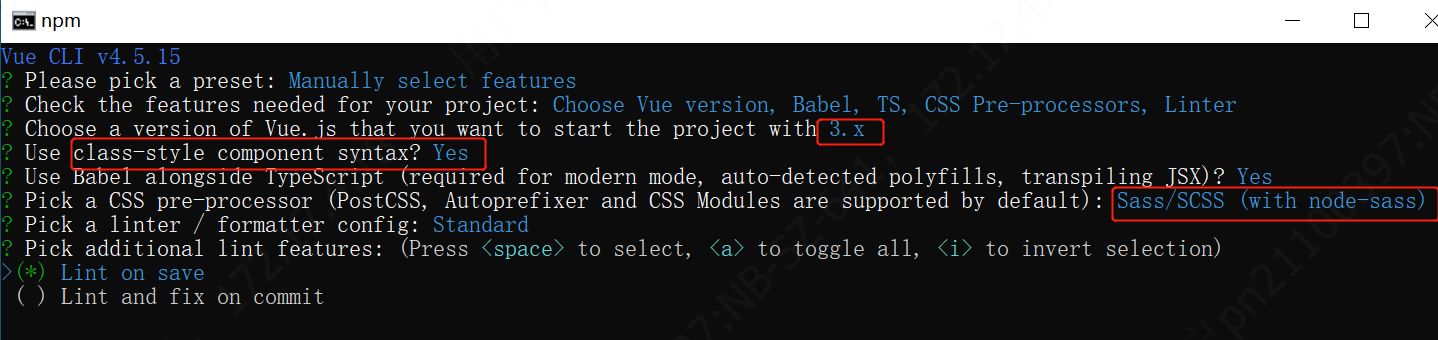 npm
Vue CLI v4.5.15
? Please pick a preset: Manually select features
? Check the features needed for your project: Choose Vue version, Babel, TS, CSS Pre-processors, Linter
? Choose a version of Vue.js that you want to start the project with 3.x
? Use class-style component syntax? Yes
? Use Babel alongside TypeScript (required for modern mode, auto-detected polyfills, transpiling JSX)? Yes
? Pick a CSS pre-processor (PostCSS, Autoprefixer and CSS Modules are supported by default): Sass/SCSS (with node-sass)
? Pick a linter / formatter config: Standard
? Pick additional lint features: (Press <space> to select, <a> to toggle all, <i> to invert selection)
>(*) Lint on save
( ) Lint and fix on commit